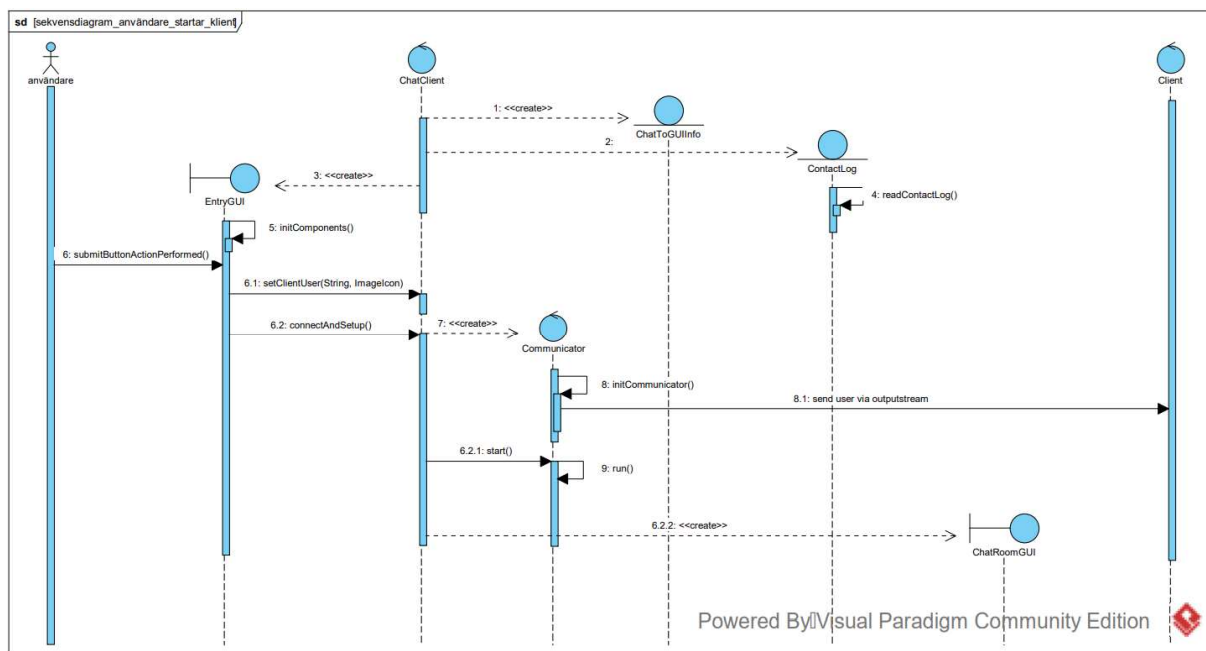 sd [sekvensdiagram_användare_startar_klient]
användare
ChatClient
Client
1: <<create>>
ChatToGUIInfo
2:
ContactLog
3: <<create>>
EntryGUI
4: readContactLog()
5: initComponents()
6: submitButtonActionPerformed()
6.1: setClientUser(String, ImageIcon)
6.2: connectAndSetup()
7: <<create>>
Communicator
8: initCommunicator()
8.1: send user via outputstream
6.2.1: start()
9: run()
6.2.2: <<create>>
ChatRoomGUI
Powered By▯Visual Paradigm Community Edition